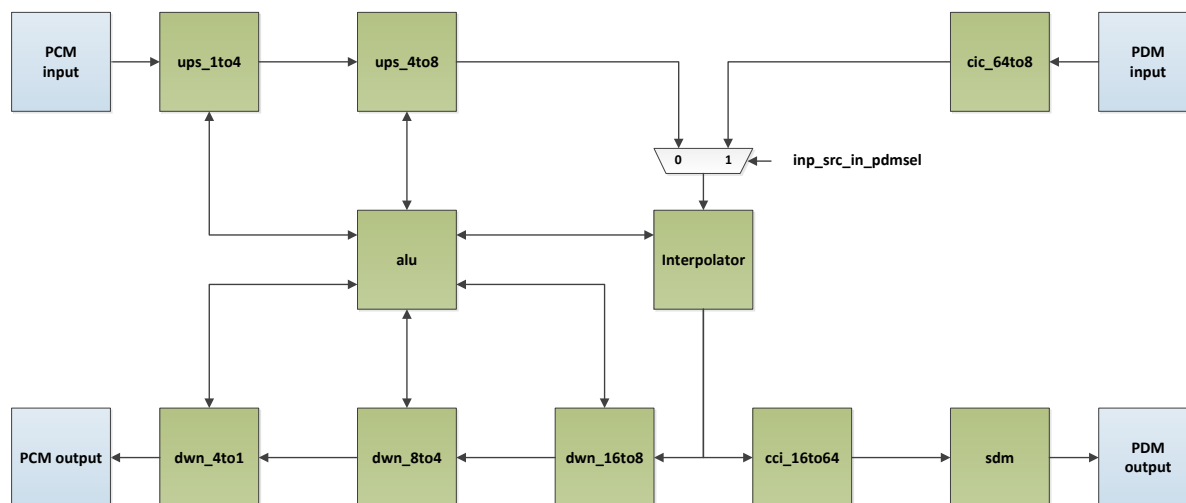 PCM
input
ups_1to4
ups_4to8
cic_64to8
PDM
input
0
1
inp_src_in_pdmsel
alu
Interpolator
PCM output
dwn_4to1
dwn_8to4
dwn_16to8
cci_16to64
sdm
PDM
output